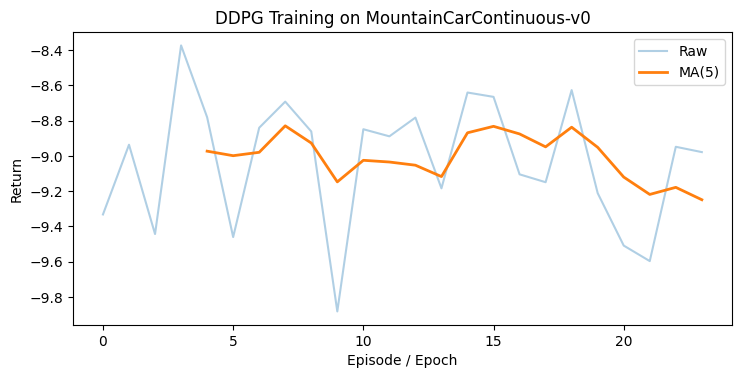 DDPG Training on MountainCarContinuous-v0
Raw
MA(5)
Return
−8.4
−8.6
−8.8
−9.0
−9.2
−9.4
−9.6
−9.8
0 5 10 15 20
Episode / Epoch